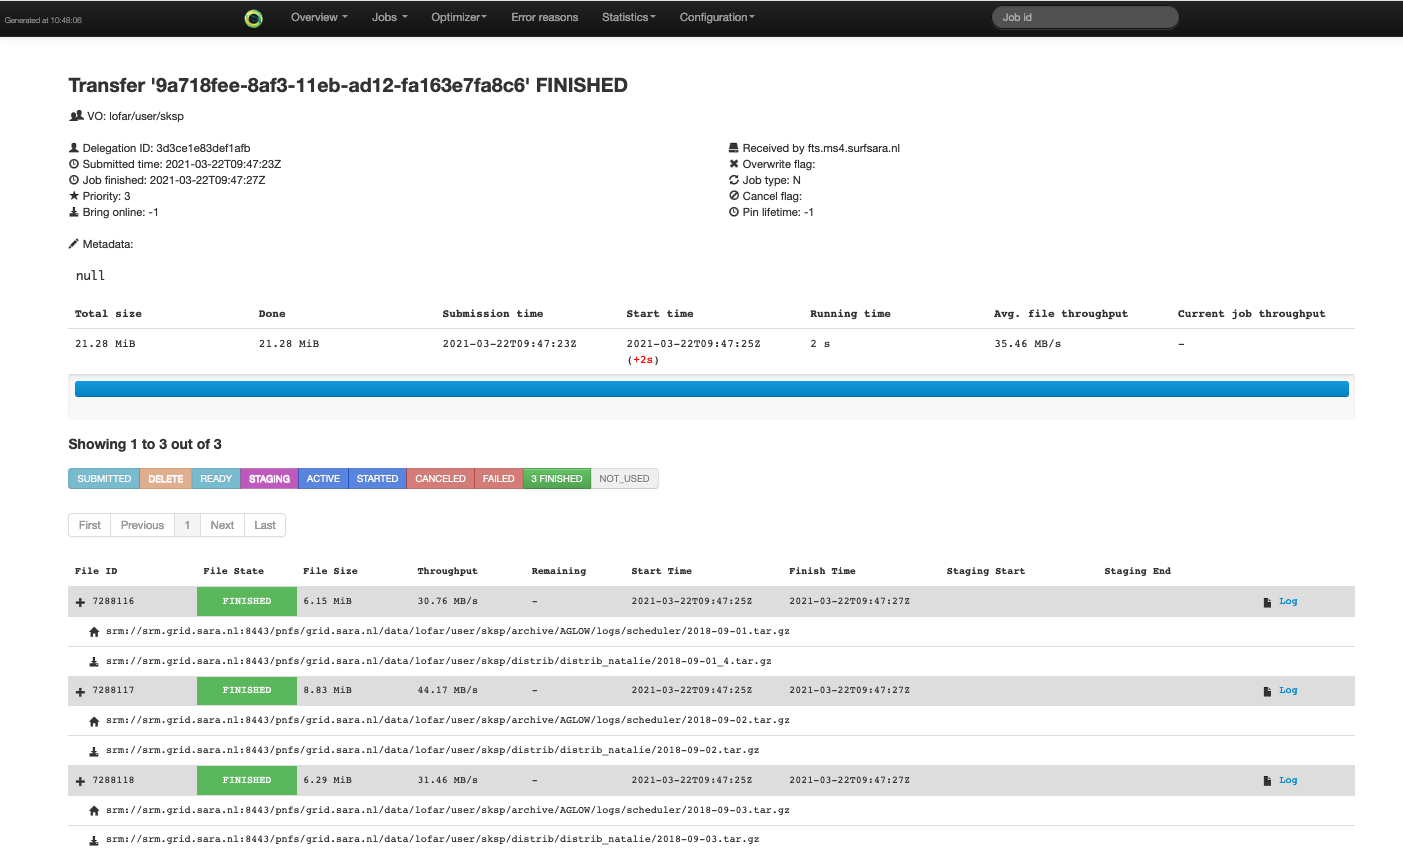 Generated at 10:48:06
Overview Jobs Optimizer Error reasons Statistics Configuration Job id
Transfer '9a718fee-8af3-11eb-ad12-fa163e7fa8c6' FINISHED
VO: lofar/user/sksp
Delegation ID: 3d3ce1e83def1afb Received by fts.ms4.surfsara.nl
Submitted time: 2021-03-22T09:47:23Z Overwrite flag:
Job finished: 2021-03-22T09:47:27Z Job type: N
Priority: 3 Cancel flag:
Bring online: -1 Pin lifetime: -1
Metadata:
null
Total size Done Submission time Start time Running time Avg. file throughput Current job throughput
21.28 MiB 21.28 MiB 2021-03-22T09:47:23Z 2021-03-22T09:47:25Z 2 s 35.46 MB/s -
(+2s)
Showing 1 to 3 out of 3
SUBMITTED DELETE READY STAGING ACTIVE STARTED CANCELED FAILED 3 FINISHED NOT_USED
First Previous 1 Next Last
File ID File State File Size Throughput Remaining Start Time Finish Time Staging Start Staging End
7288116 FINISHED 6.15 MiB 30.76 MB/s - 2021-03-22T09:47:25Z 2021-03-22T09:47:27Z Log
srm://srm.grid.sara.nl:8443/pnfs/grid.sara.nl/data/lofar/user/sksp/archive/AGLOW/logs/scheduler/2018-09-01.tar.gz
srm://srm.grid.sara.nl:8443/pnfs/grid.sara.nl/data/lofar/user/sksp/distrib/distrib_natalie/2018-09-01_4.tar.gz
7288117 FINISHED 8.83 MiB 44.17 MB/s - 2021-03-22T09:47:25Z 2021-03-22T09:47:27Z Log
srm://srm.grid.sara.nl:8443/pnfs/grid.sara.nl/data/lofar/user/sksp/archive/AGLOW/logs/scheduler/2018-09-02.tar.gz
srm://srm.grid.sara.nl:8443/pnfs/grid.sara.nl/data/lofar/user/sksp/distrib/distrib_natalie/2018-09-02.tar.gz
7288118 FINISHED 6.29 MiB 31.46 MB/s - 2021-03-22T09:47:25Z 2021-03-22T09:47:27Z Log
srm://srm.grid.sara.nl:8443/pnfs/grid.sara.nl/data/lofar/user/sksp/archive/AGLOW/logs/scheduler/2018-09-03.tar.gz
srm://srm.grid.sara.nl:8443/pnfs/grid.sara.nl/data/lofar/user/sksp/distrib/distrib_natalie/2018-09-03.tar.gz